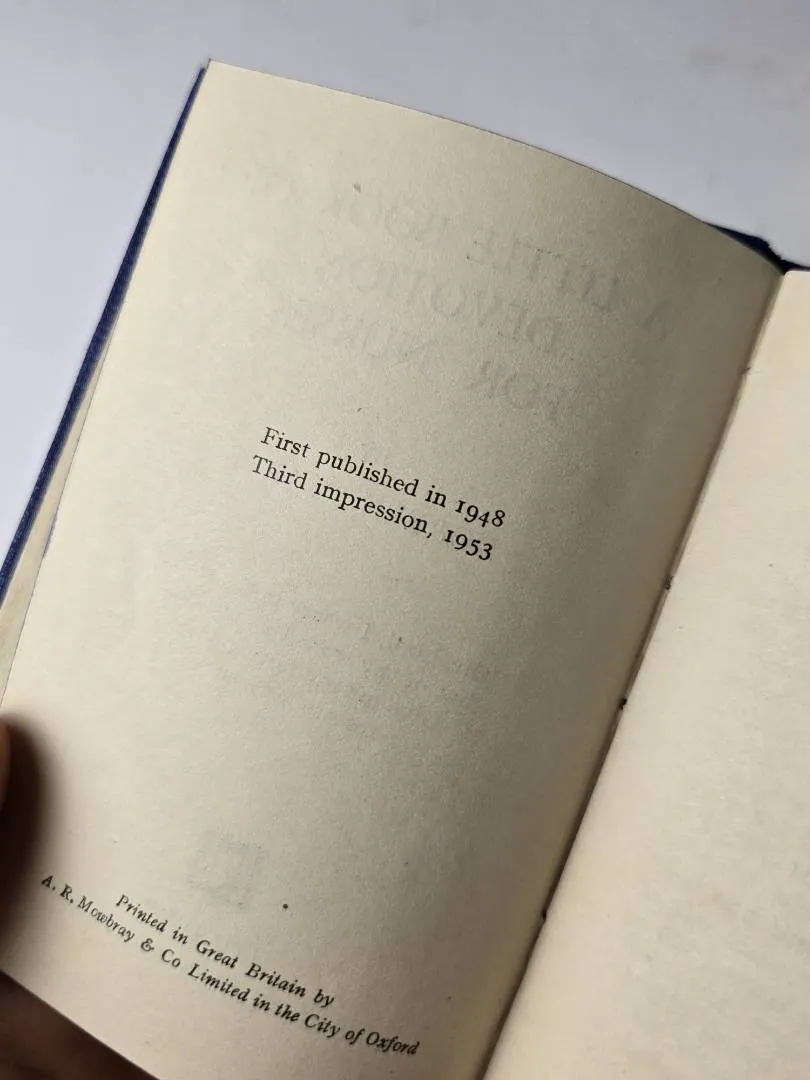 First published in 1948
Third impression, 1953
Printed in Great Britain by
A. R. Mowbray & Co Limited in the City of Oxford